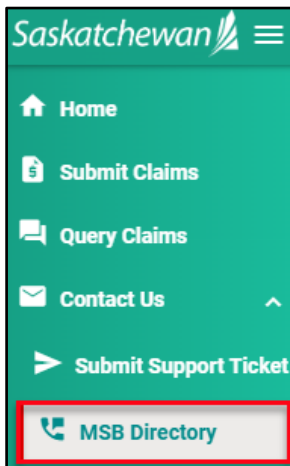 Saskatchewan
Home
Submit Claims
Query Claims
Contact Us
Submit Support Ticket
MSB Directory